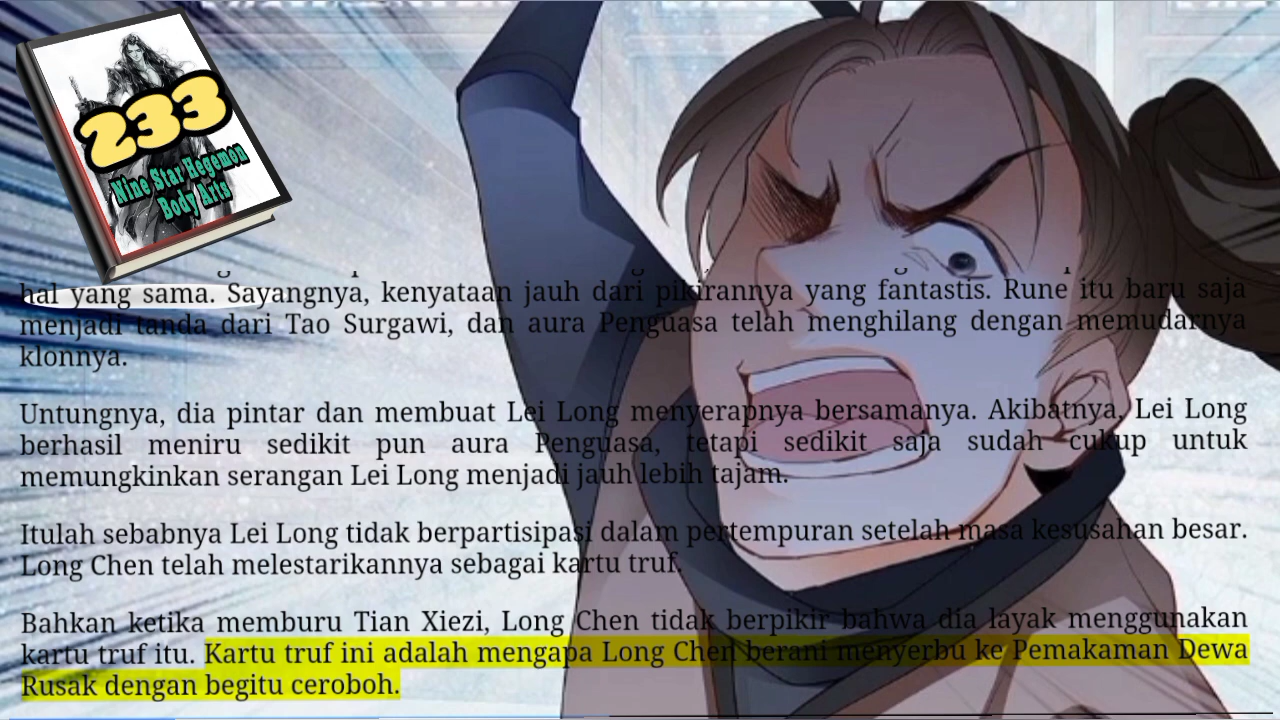 233
Nine Star Hegemon
Body Arts
hal yang sama. Sayangnya, kenyataan jauh dari pikirannya yang fantastis. Rune itu baru saja
menjadi tanda dari Tao Surgawi, dan aura Penguasa telah menghilang dengan memudarnya
klonnya.
Untungnya, dia pintar dan membuat Lei Long menyerapnya bersamanya. Akibatnya, Lei Long
berhasil meniru sedikit pun aura Penguasa, tetapi sedikit saja sudah cukup untuk
memungkinkan serangan Lei Long menjadi jauh lebih tajam.
Itulah sebabnya Lei Long tidak berpartisipasi dalam pertempuran setelah masa kesusahan besar.
Long Chen telah melestarikannya sebagai kartu truf.
Bahkan ketika memburu Tian Xiezi, Long Chen tidak berpikir bahwa dia layak menggunakan
kartu truf itu. Kartu truf ini adalah mengapa Long Chen berani menyerbu ke Pemakaman Dewa
Rusak dengan begitu ceroboh.